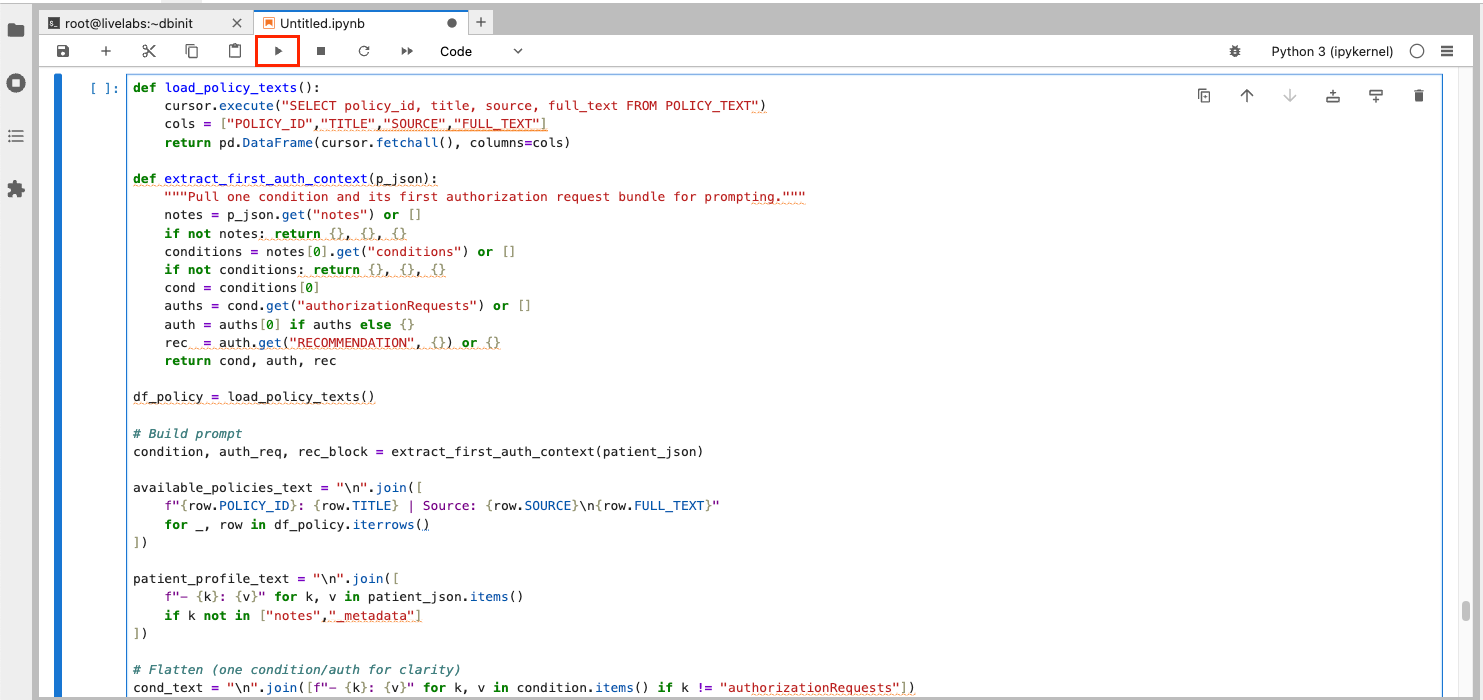 root@livelabs:~dbinit
Untitled.ipynb
Code
Python 3 (ipykernel)
[ ]:
def load_policy_texts():
    cursor.execute("SELECT policy_id, title, source, full_text FROM POLICY_TEXT")
    cols = ["POLICY_ID","TITLE","SOURCE","FULL_TEXT"]
    return pd.DataFrame(cursor.fetchall(), columns=cols)

def extract_first_auth_context(p_json):
    """Pull one condition and its first authorization request bundle for prompting."""
    notes = p_json.get("notes") or []
    if not notes: return {}, {}, {}
    conditions = notes[0].get("conditions") or []
    if not conditions: return {}, {}, {}
    cond = conditions[0]
    auths = cond.get("authorizationRequests") or []
    auth = auths[0] if auths else {}
    rec  = auth.get("RECOMMENDATION", {}) or {}
    return cond, auth, rec

df_policy = load_policy_texts()

# Build prompt
condition, auth_req, rec_block = extract_first_auth_context(patient_json)

available_policies_text = "\n".join([
    f"{row.POLICY_ID}: {row.TITLE} | Source: {row.SOURCE}\n{row.FULL_TEXT}"
    for _, row in df_policy.iterrows()
])

patient_profile_text = "\n".join([
    f"- {k}: {v}" for k, v in patient_json.items()
    if k not in ["notes","_metadata"]
])

# Flatten (one condition/auth for clarity)
cond_text = "\n".join([f"- {k}: {v}" for k, v in condition.items() if k != "authorizationRequests"])